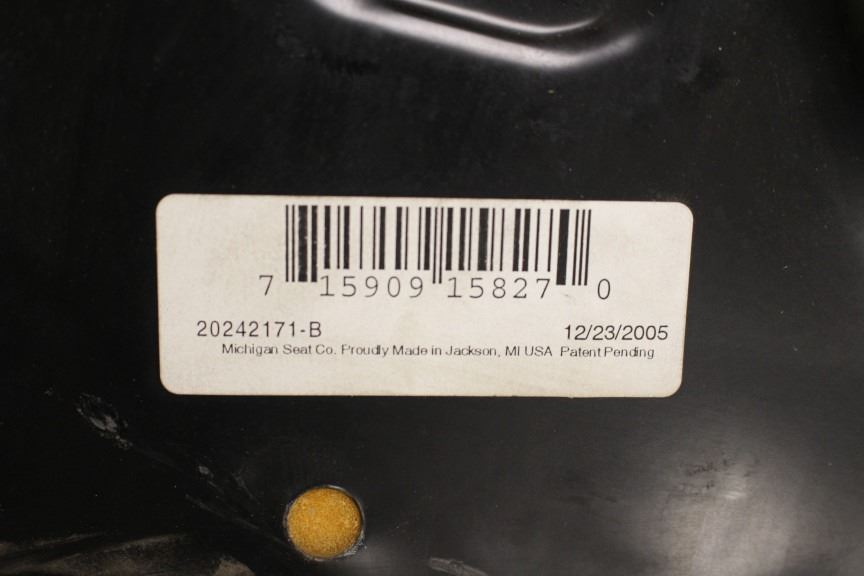 7 15909 15827 0
20242171-B 12/23/2005
Michigan Seat Co. Proudly Made in Jackson, MI USA Patent Pending